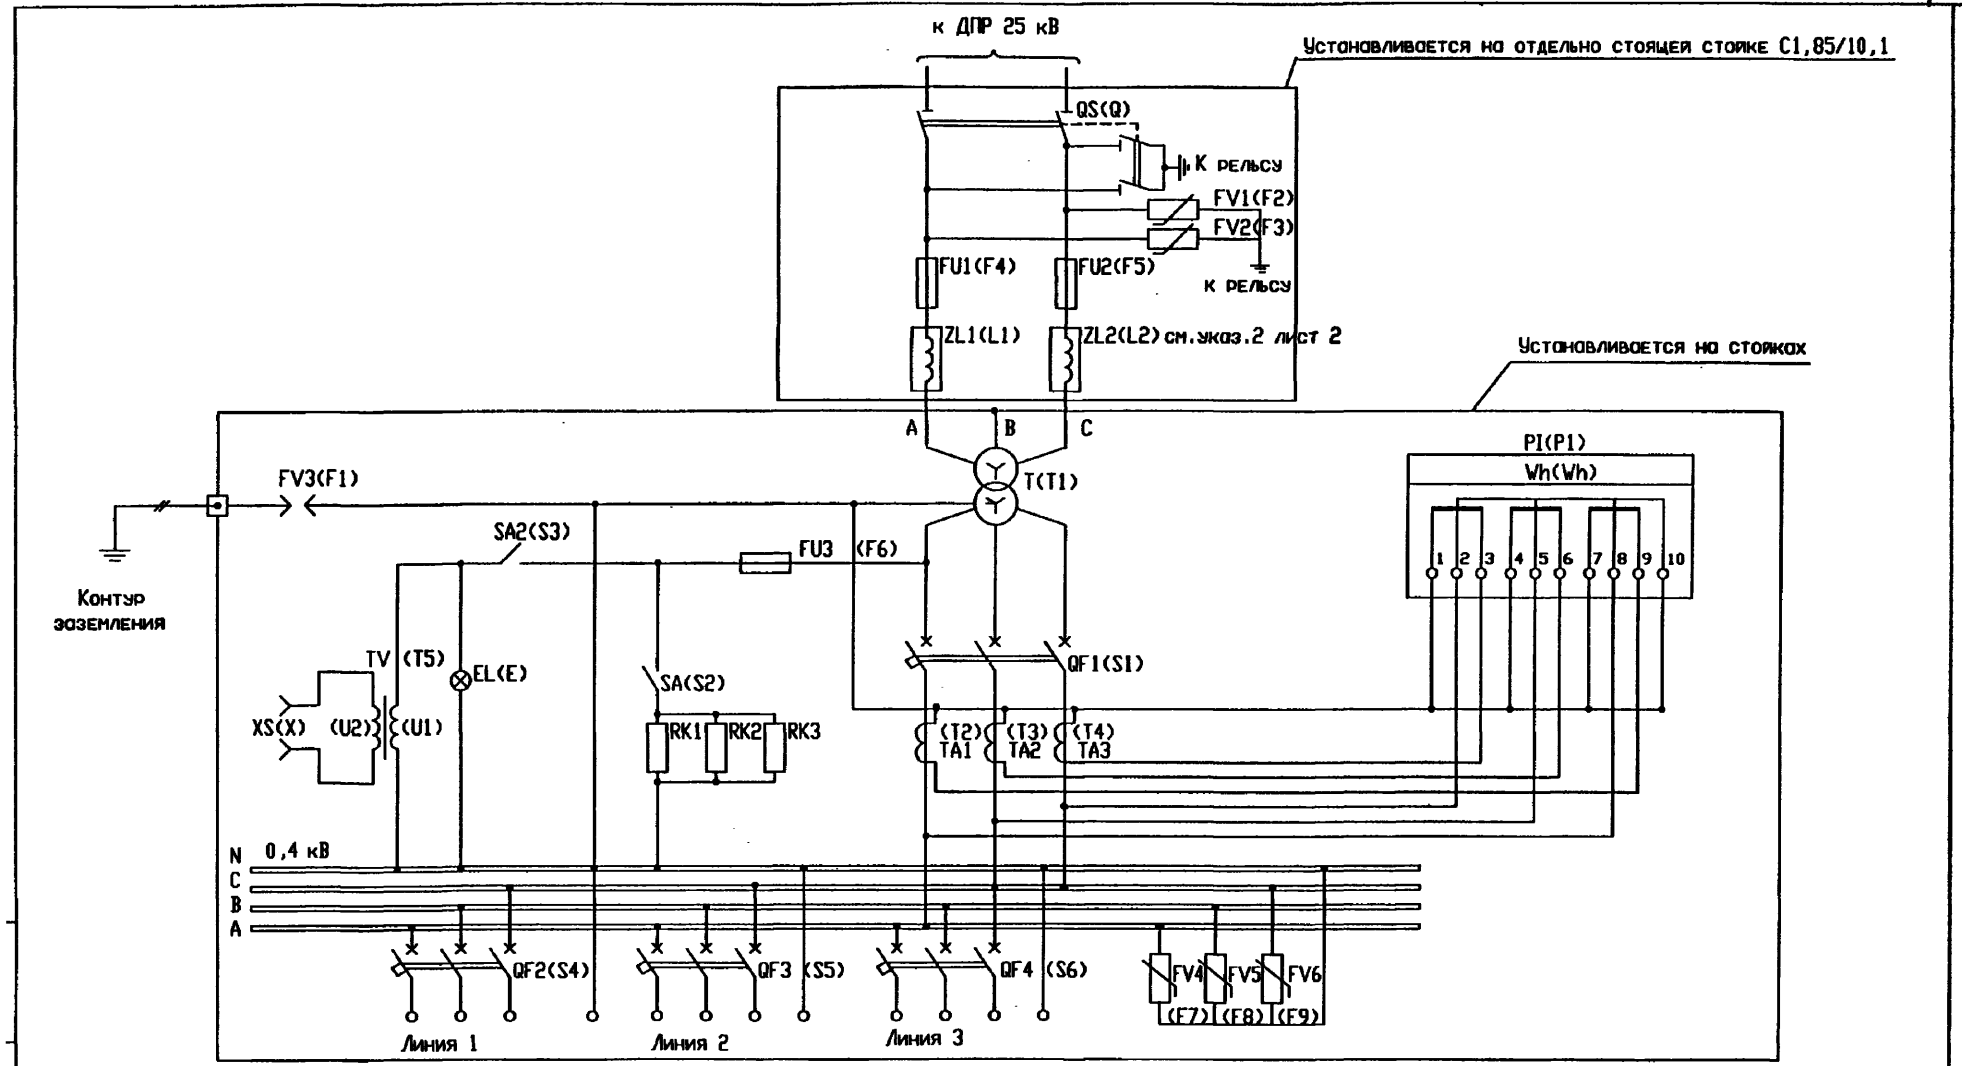 к ДПР 25 кВ
Устанавливается на отдельно стоящей стойке С1,85/10,1
QS(Q)
К рельсу
FV1(F2)
FV2(F3)
FU1(F4)
FU2(F5)
к рельсу
ZL1(L1)
ZL2(L2) см.указ.2 лист 2
Устанавливается на стойках
A B C
PI(P1)
Wh(Wh)
T(T1)
FV3(F1)
SA2(S3)
FU3 (F6)
1 2 3 4 5 6 7 8 9 10
Контур
заземления
TV (T5)
EL(E)
SA(S2)
QF1(S1)
XS(X)
(U2)
(U1)
RK1
RK2
RK3
(T2)
TA1
(T3)
TA2
(T4)
TA3
N 0,4 кВ
C
B
A
QF2(S4)
QF3 (S5)
QF4 (S6)
FV4
FV5
FV6
(F7) (F8) (F9)
Линия 1
Линия 2
Линия 3